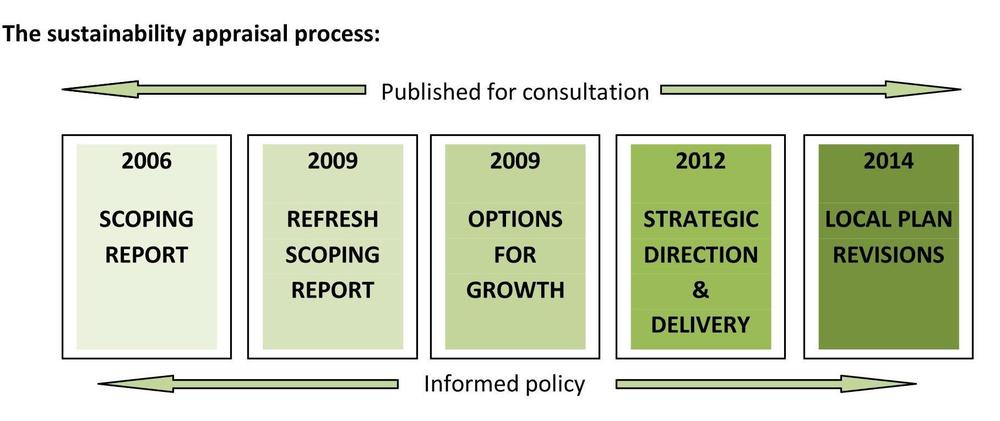 The sustainability appraisal process:
Published for consultation
2006
SCOPING
REPORT
2009
REFRESH
SCOPING
REPORT
2009
OPTIONS
FOR
GROWTH
2012
STRATEGIC
DIRECTION
&
DELIVERY
2014
LOCAL PLAN
REVISIONS
Informed policy